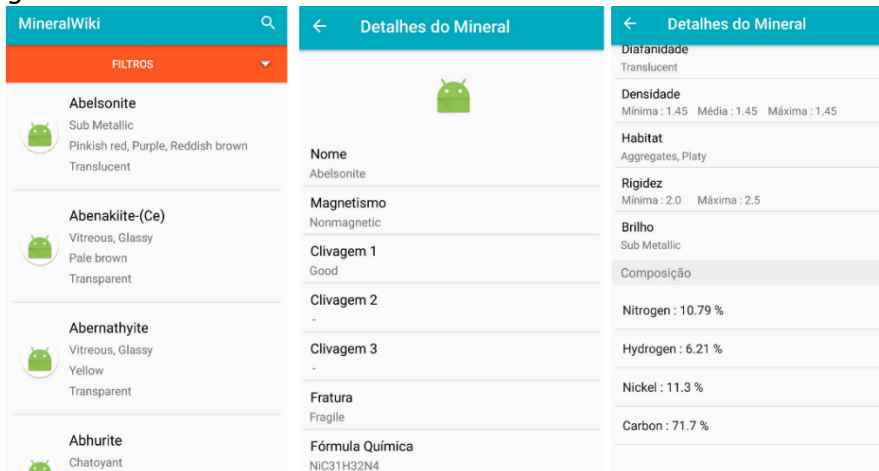 MineralWiki
FILTROS
Abelsonite
Sub Metallic
Pinkish red, Purple, Reddish brown
Translucent
Abenakiite-(Ce)
Vitreous, Glassy
Pale brown
Transparent
Abernathyite
Vitreous, Glassy
Yellow
Transparent
Abhurite
Chatoyant
Detalhes do Mineral
Nome
Abelsonite
Magnetismo
Nonmagnetic
Clivagem 1
Good
Clivagem 2
-
Clivagem 3
-
Fratura
Fragile
Fórmula Química
NiC31H32N4
Detalhes do Mineral
Diafanidade
Translucent
Densidade
Mínima : 1.45 Média : 1.45 Máxima : 1.45
Habitat
Aggregates, Platy
Rigidez
Mínima : 2.0 Máxima : 2.5
Brilho
Sub Metallic
Composição
Nitrogen : 10.79 %
Hydrogen : 6.21 %
Nickel : 11.3 %
Carbon : 71.7 %